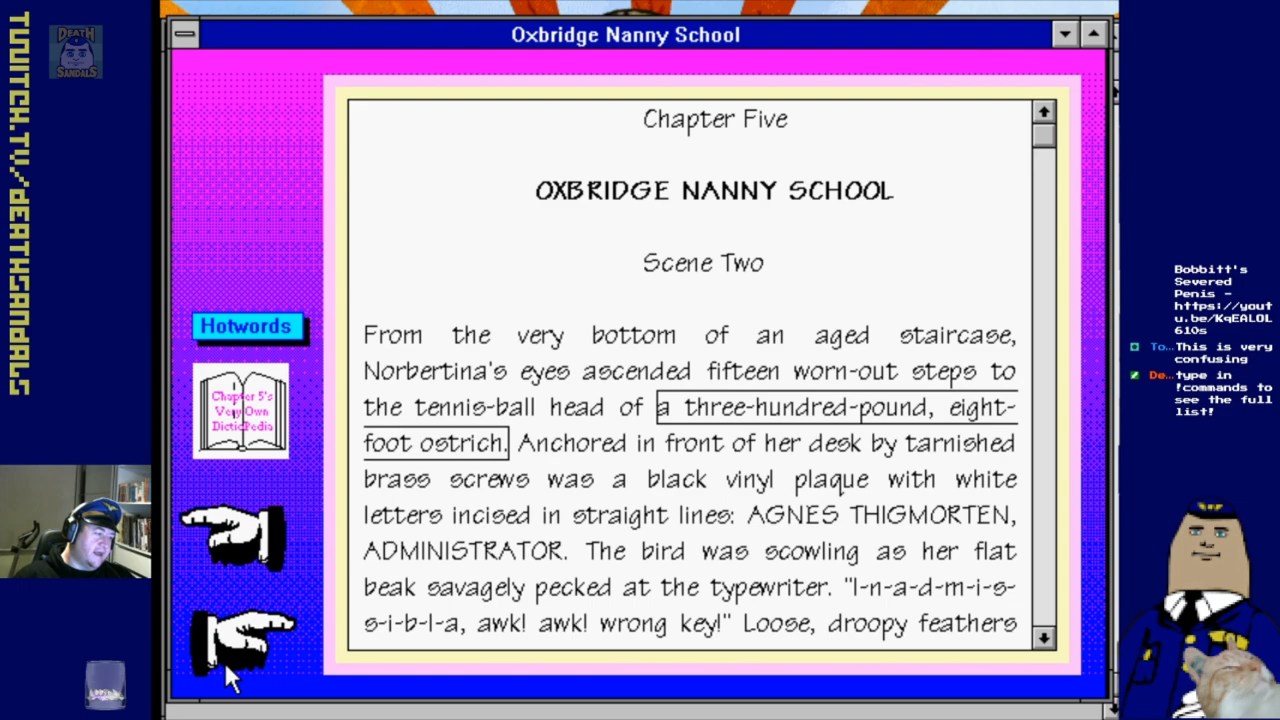 TWITCH.TV/DEATHSANDALS
DEATH
SANDALS
Oxbridge Nanny School
Hotwords
Chapter 5's
Very Own
DicticPedia
Chapter Five
OXBRIDGE NANNY SCHOOL
Scene Two
From the very bottom of an aged staircase,
Norbertina's eyes ascended fifteen worn-out steps to
the tennis-ball head of a three-hundred-pound, eight-
foot ostrich. Anchored in front of her desk by tarnished
brass screws was a black vinyl plaque with white
letters incised in straight lines: AGNES THIGMORTEN,
ADMINISTRATOR. The bird was scowling as her flat
beak savagely pecked at the typewriter. "I-n-a-d-m-i-s-
s-i-b-l-a, awk! awk! wrong key!" Loose, droopy feathers
Bobbitt's
Severed
Penis -
https://yout
u.be/KqEALOL
610s
To... This is very
confusing
De... type in
!commands to
see the full
list!